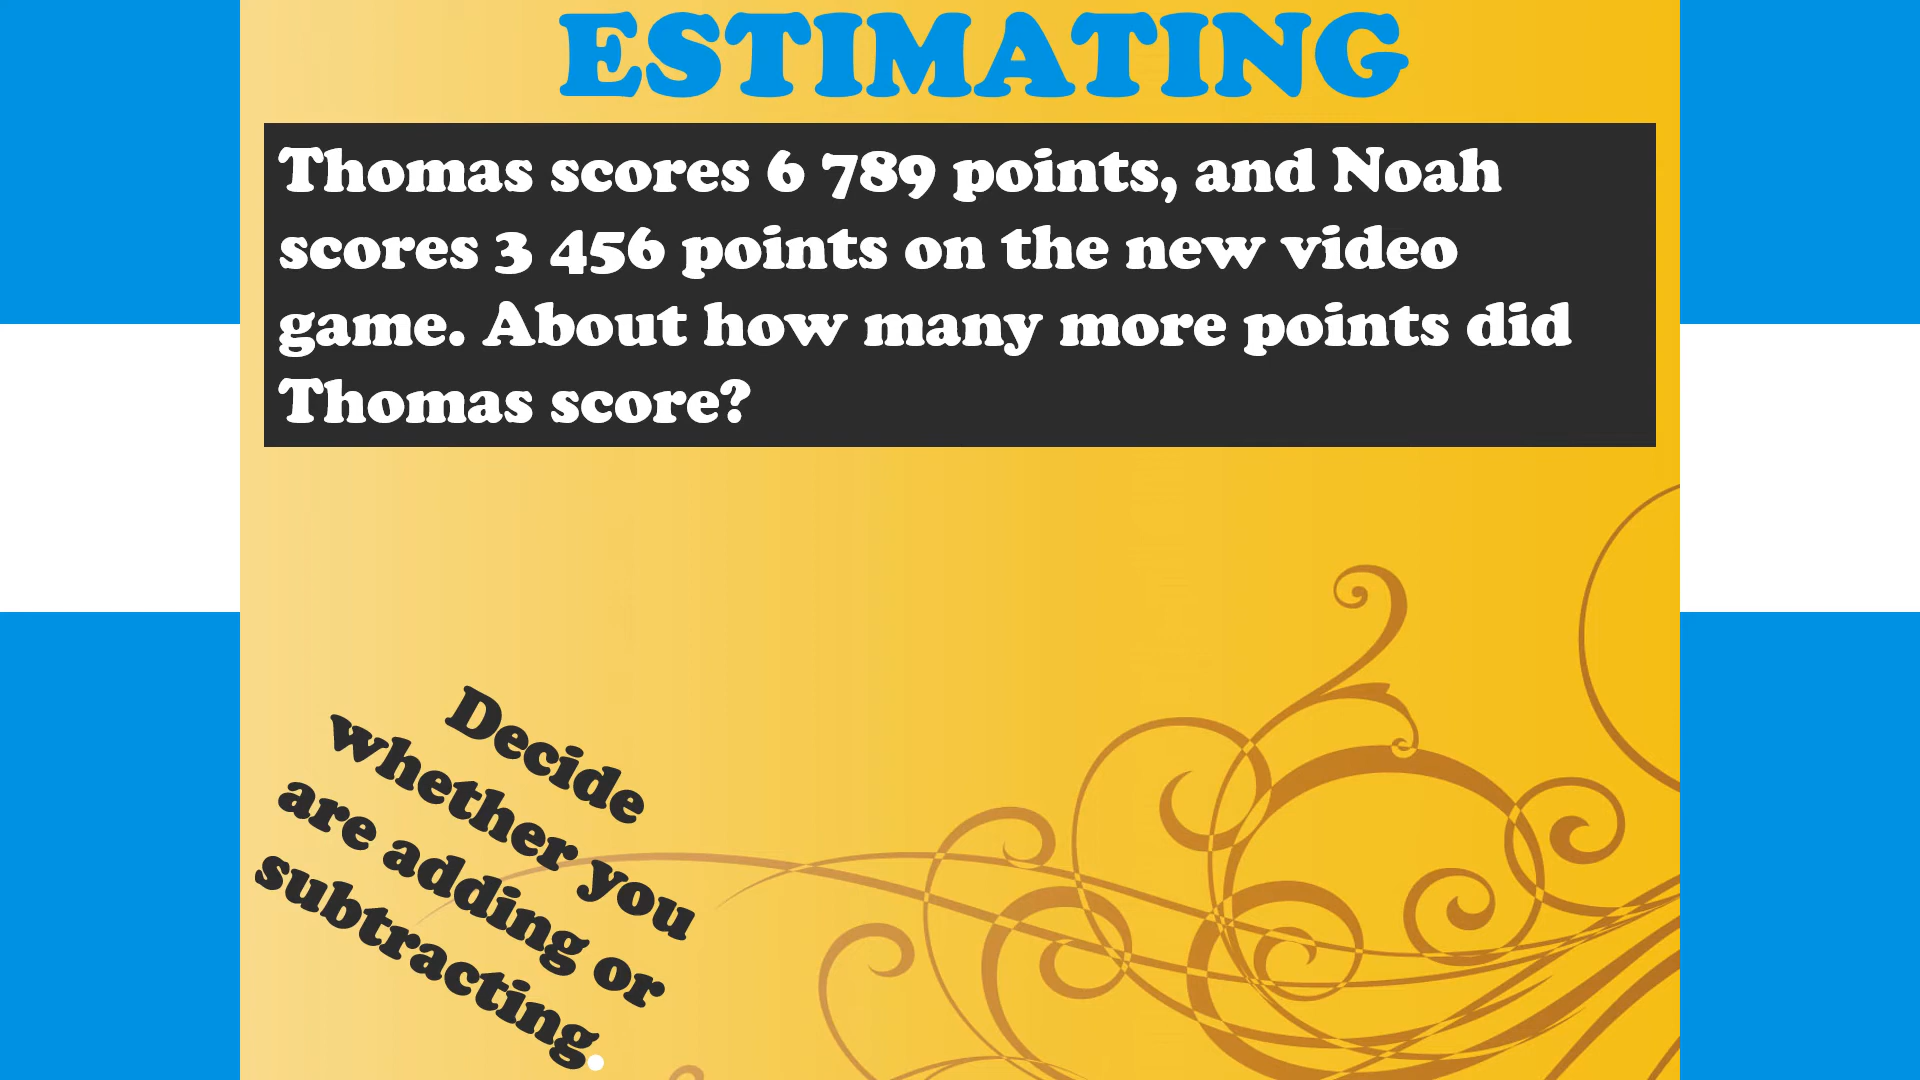 ESTIMATING
Thomas scores 6 789 points, and Noah
scores 3 456 points on the new video
game. About how many more points did
Thomas score?
Decide
whether you
are adding or
subtracting.